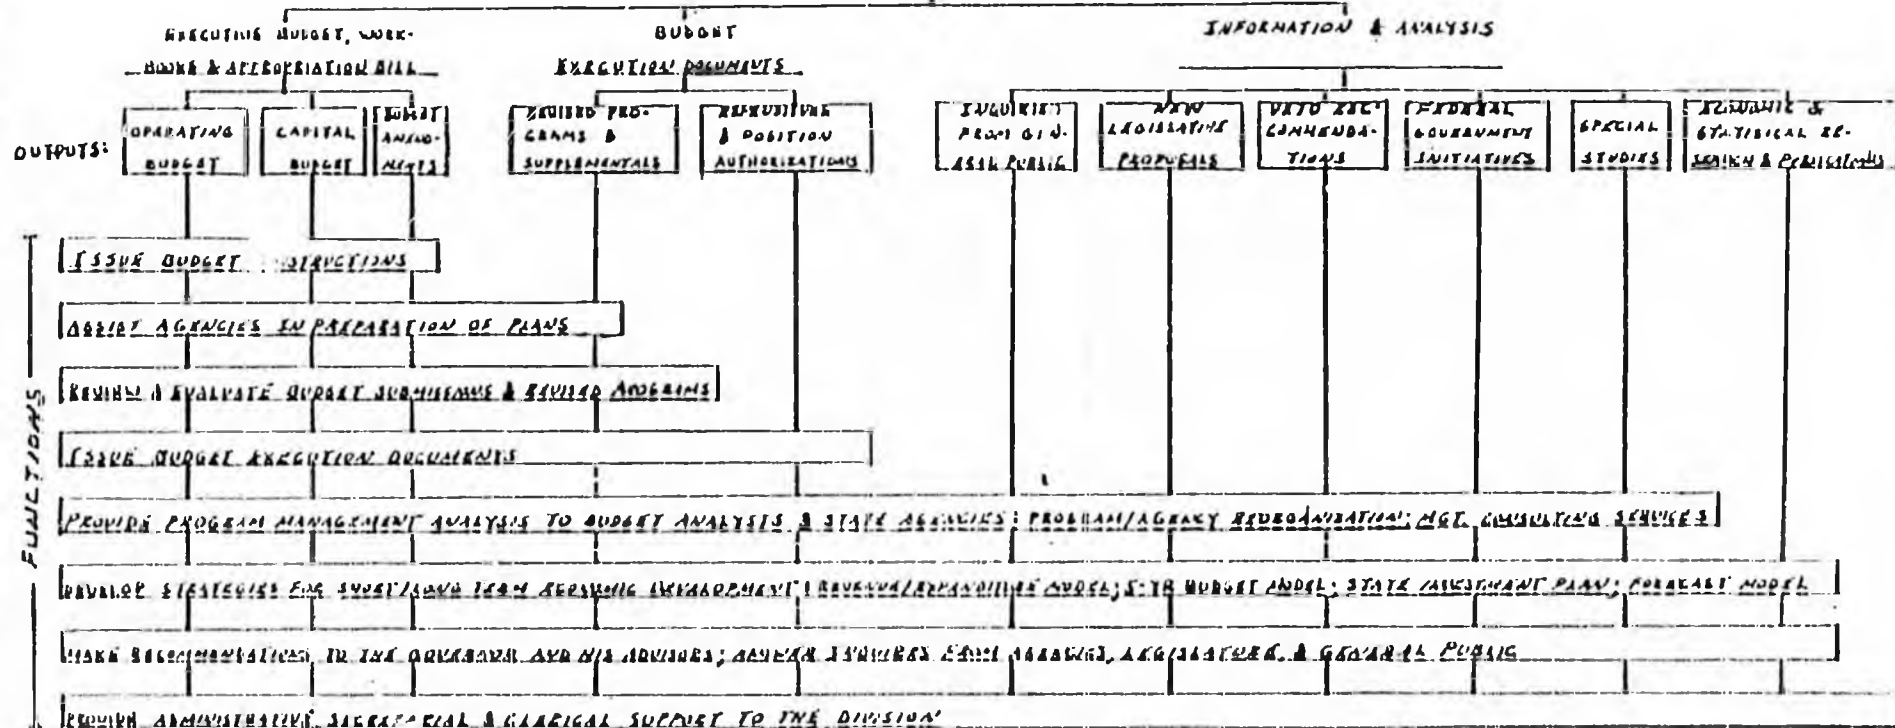 EXECUTIVE BUDGET, WORK-
BOOKS & APPROPRIATION BILL
BUDGET
EXECUTION DOCUMENTS
INFORMATION & ANALYSIS
OUTPUTS:
OPERATING
BUDGET
CAPITAL
BUDGET
BUDGET
AMEND-
MENTS
REVISED PRO-
GRAMS &
SUPPLEMENTALS
EXPENDITURE
& POSITION
AUTHORIZATIONS
INQUIRIES
FROM GEN-
ERAL PUBLIC
NEW
LEGISLATIVE
PROPOSALS
VETO REC-
COMMENDA-
TIONS
FEDERAL
GOVERNMENT
INITIATIVES
SPECIAL
STUDIES
ECONOMIC &
STATISICAL RE-
SEARCH & PUBLICATIONS
FUNCTIONS
ISSUE BUDGET STRUCTIONS
ASSIST AGENCIES IN PREPARATION OF PLANS
REVIEW & EVALUATE BUDGET SUBMISSIONS & REVISED PROGRAMS
ISSUE BUDGET EXECUTION DOCUMENTS
PROVIDE PROGRAM MANAGEMENT ANALYSIS TO BUDGET ANALYSIS & STATE AGENCIES; PROGRAM/AGENCY REORGANIZATION; MGT. CONSULTING SERVICES
DEVELOP STRATEGIES FOR SHORT/LONG TERM ECONOMIC DEVELOPMENT; REVENUE/EXPENDITURE MODEL; 5-YR BUDGET MODEL; STATE INVESTMENT PLAN; FORECAST MODEL
MAKE RECOMMENDATIONS TO THE GOVERNOR AND HIS ADVISORS; ANSWER INQUIRES FROM AGENCIES, LEGISLATURE, & GENERAL PUBLIC
PROVIDE ADMINISTRATIVE, SECRETARIAL & CLERICAL SUPPORT TO THE DIVISION